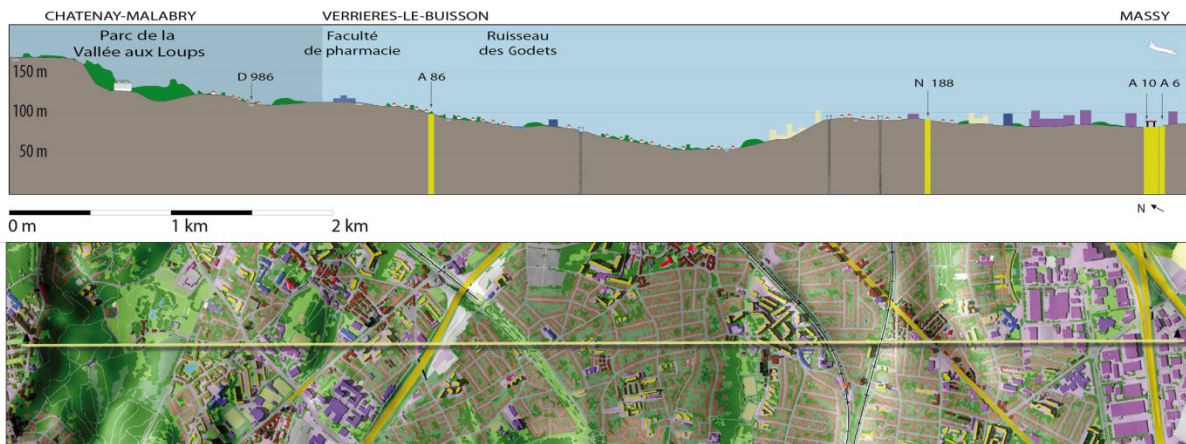 CHATENAY-MALABRY
VERRIERES-LE-BUISSON
MASSY
Parc de la
Vallée aux Loups
Faculté
de pharmacie
Ruisseau
des Godets
150 m
D 986
A 86
N 188
A 10 A 6
100 m
50 m
N
0 m 1 km 2 km